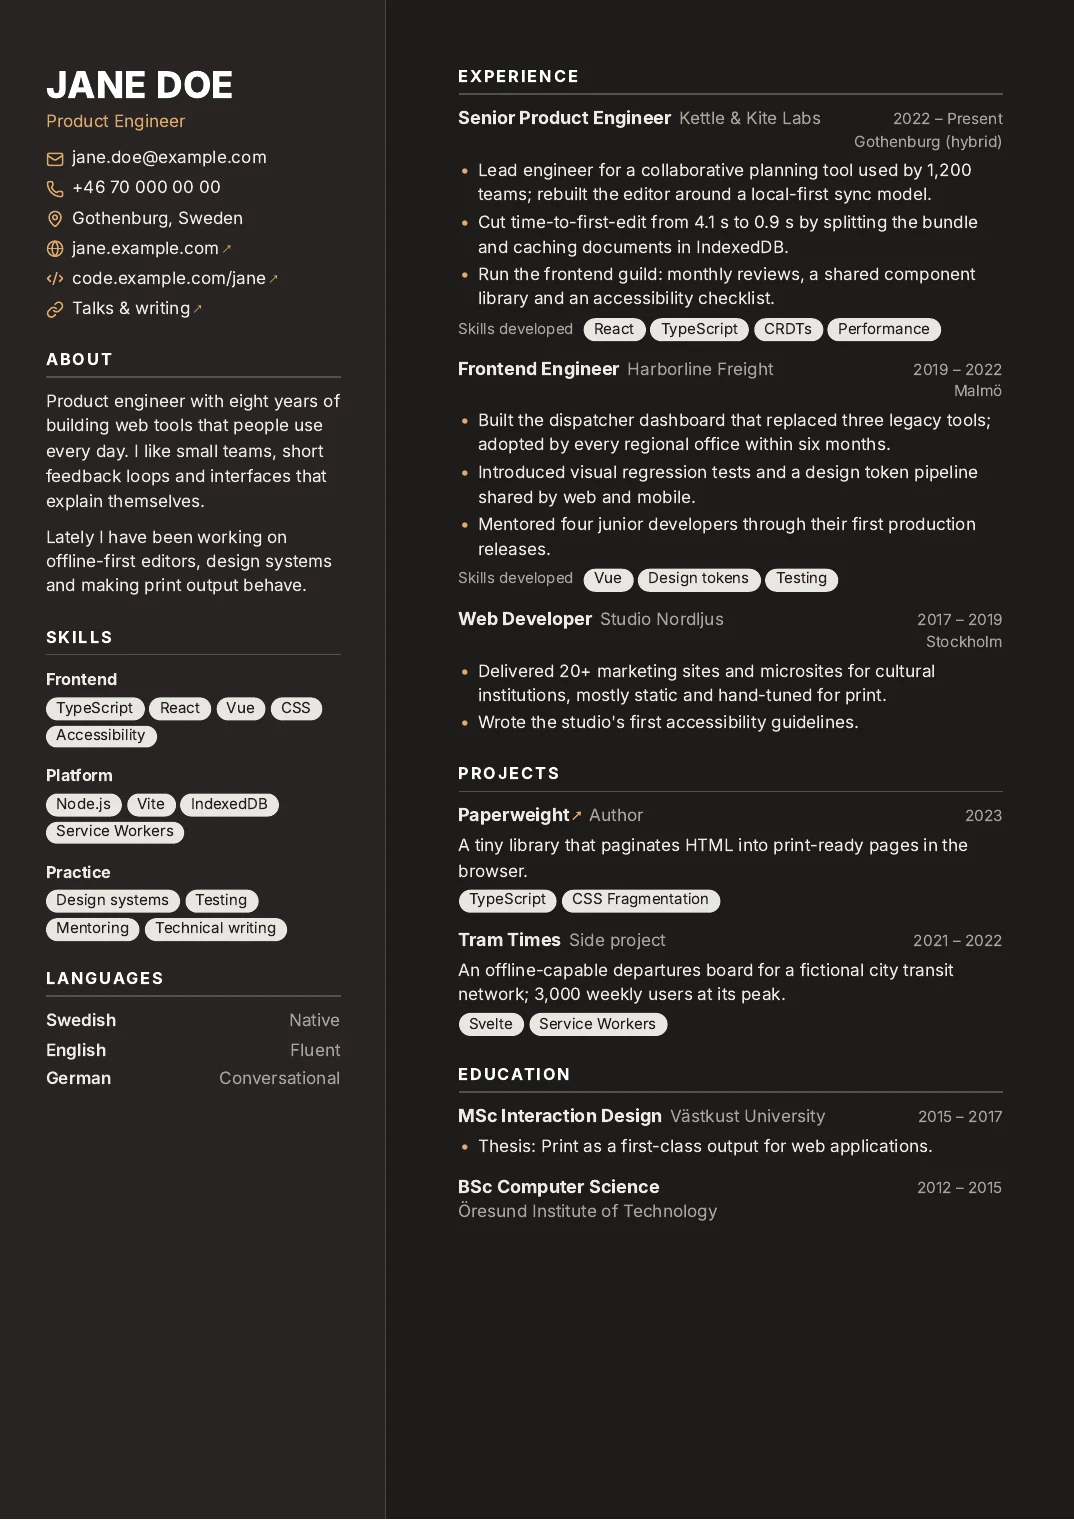 JANE DOE
Product Engineer
jane.doe@example.com
+46 70 000 00 00
Gothenburg, Sweden
jane.example.com↗
code.example.com/jane↗
Talks & writing↗
ABOUT
Product engineer with eight years of
building web tools that people use
every day. I like small teams, short
feedback loops and interfaces that
explain themselves.
Lately I have been working on
offline-first editors, design systems
and making print output behave.
SKILLS
Frontend
TypeScript React Vue CSS
Accessibility
Platform
Node.js Vite IndexedDB
Service Workers
Practice
Design systems Testing
Mentoring Technical writing
LANGUAGES
Swedish Native
English Fluent
German Conversational
EXPERIENCE
Senior Product Engineer Kettle & Kite Labs 2022 – Present
Gothenburg (hybrid)
• Lead engineer for a collaborative planning tool used by 1,200
teams; rebuilt the editor around a local-first sync model.
• Cut time-to-first-edit from 4.1 s to 0.9 s by splitting the bundle
and caching documents in IndexedDB.
• Run the frontend guild: monthly reviews, a shared component
library and an accessibility checklist.
Skills developed React TypeScript CRDTs Performance
Frontend Engineer Harborline Freight 2019 – 2022
Malmö
• Built the dispatcher dashboard that replaced three legacy tools;
adopted by every regional office within six months.
• Introduced visual regression tests and a design token pipeline
shared by web and mobile.
• Mentored four junior developers through their first production
releases.
Skills developed Vue Design tokens Testing
Web Developer Studio Nordljus 2017 – 2019
Stockholm
• Delivered 20+ marketing sites and microsites for cultural
institutions, mostly static and hand-tuned for print.
• Wrote the studio's first accessibility guidelines.
PROJECTS
Paperweight↗ Author 2023
A tiny library that paginates HTML into print-ready pages in the
browser.
TypeScript CSS Fragmentation
Tram Times Side project 2021 – 2022
An offline-capable departures board for a fictional city transit
network; 3,000 weekly users at its peak.
Svelte Service Workers
EDUCATION
MSc Interaction Design Västkust University 2015 – 2017
• Thesis: Print as a first-class output for web applications.
BSc Computer Science 2012 – 2015
Öresund Institute of Technology